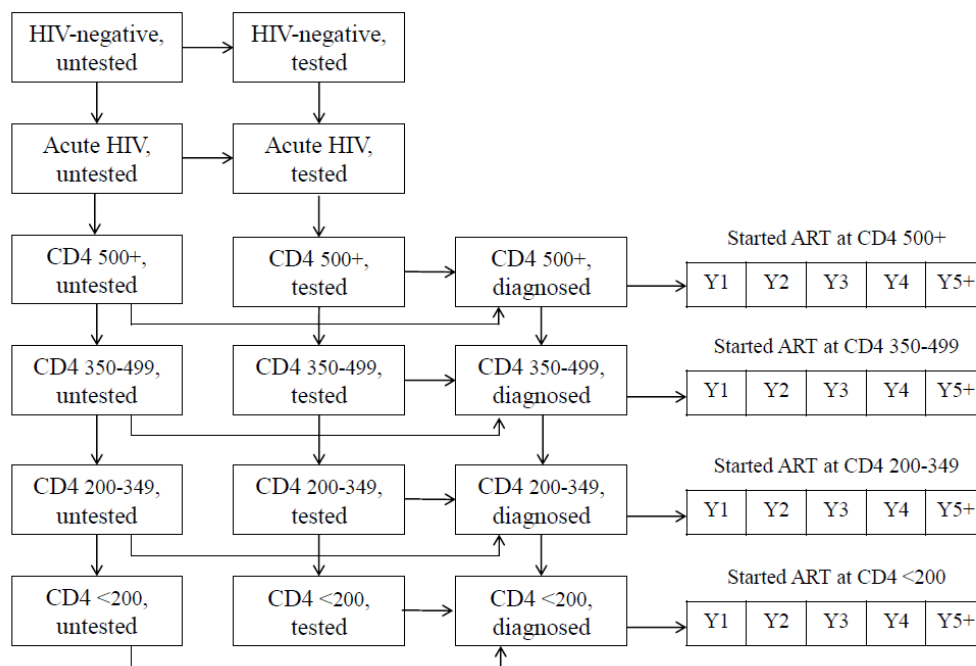 HIV-negative,
untested
HIV-negative,
tested
Acute HIV,
untested
Acute HIV,
tested
CD4 500+,
untested
CD4 500+,
tested
CD4 500+,
diagnosed
Started ART at CD4 500+
Y1 Y2 Y3 Y4 Y5+
CD4 350-499,
untested
CD4 350-499,
tested
CD4 350-499,
diagnosed
Started ART at CD4 350-499
Y1 Y2 Y3 Y4 Y5+
CD4 200-349,
untested
CD4 200-349,
tested
CD4 200-349,
diagnosed
Started ART at CD4 200-349
Y1 Y2 Y3 Y4 Y5+
CD4 <200,
untested
CD4 <200,
tested
CD4 <200,
diagnosed
Started ART at CD4 <200
Y1 Y2 Y3 Y4 Y5+